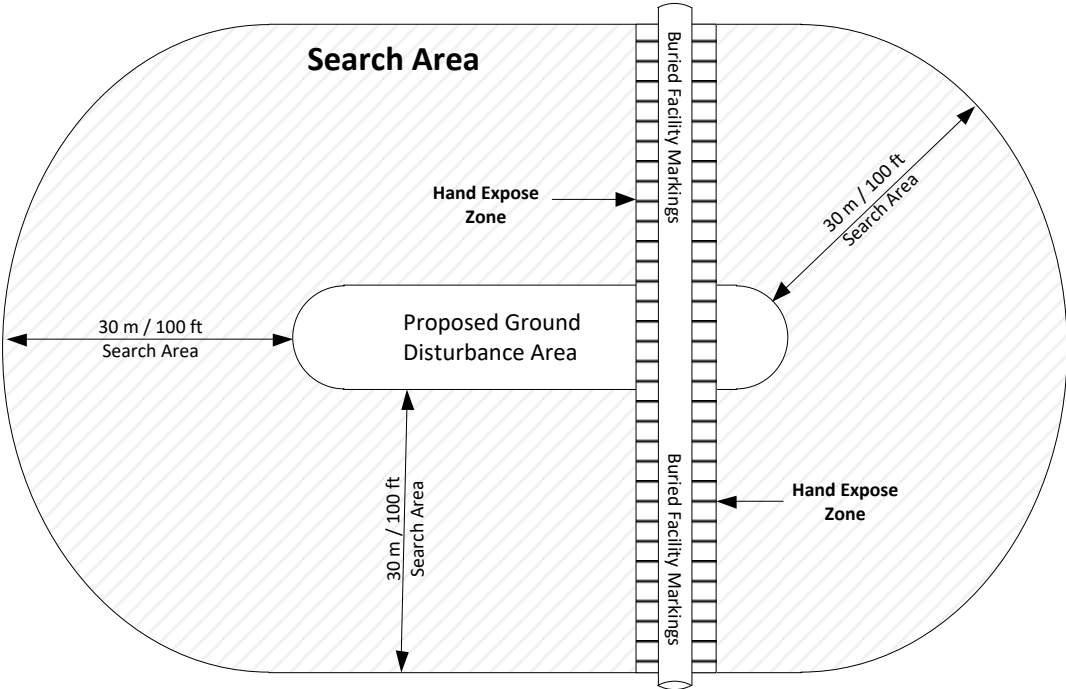 Search Area
Buried Facility Markings
30 m / 100 ft
Search Area
Hand Expose
Zone
30 m / 100 ft
Search Area
Proposed Ground
Disturbance Area
30 m / 100 ft
Search Area
Buried Facility Markings
Hand Expose
Zone